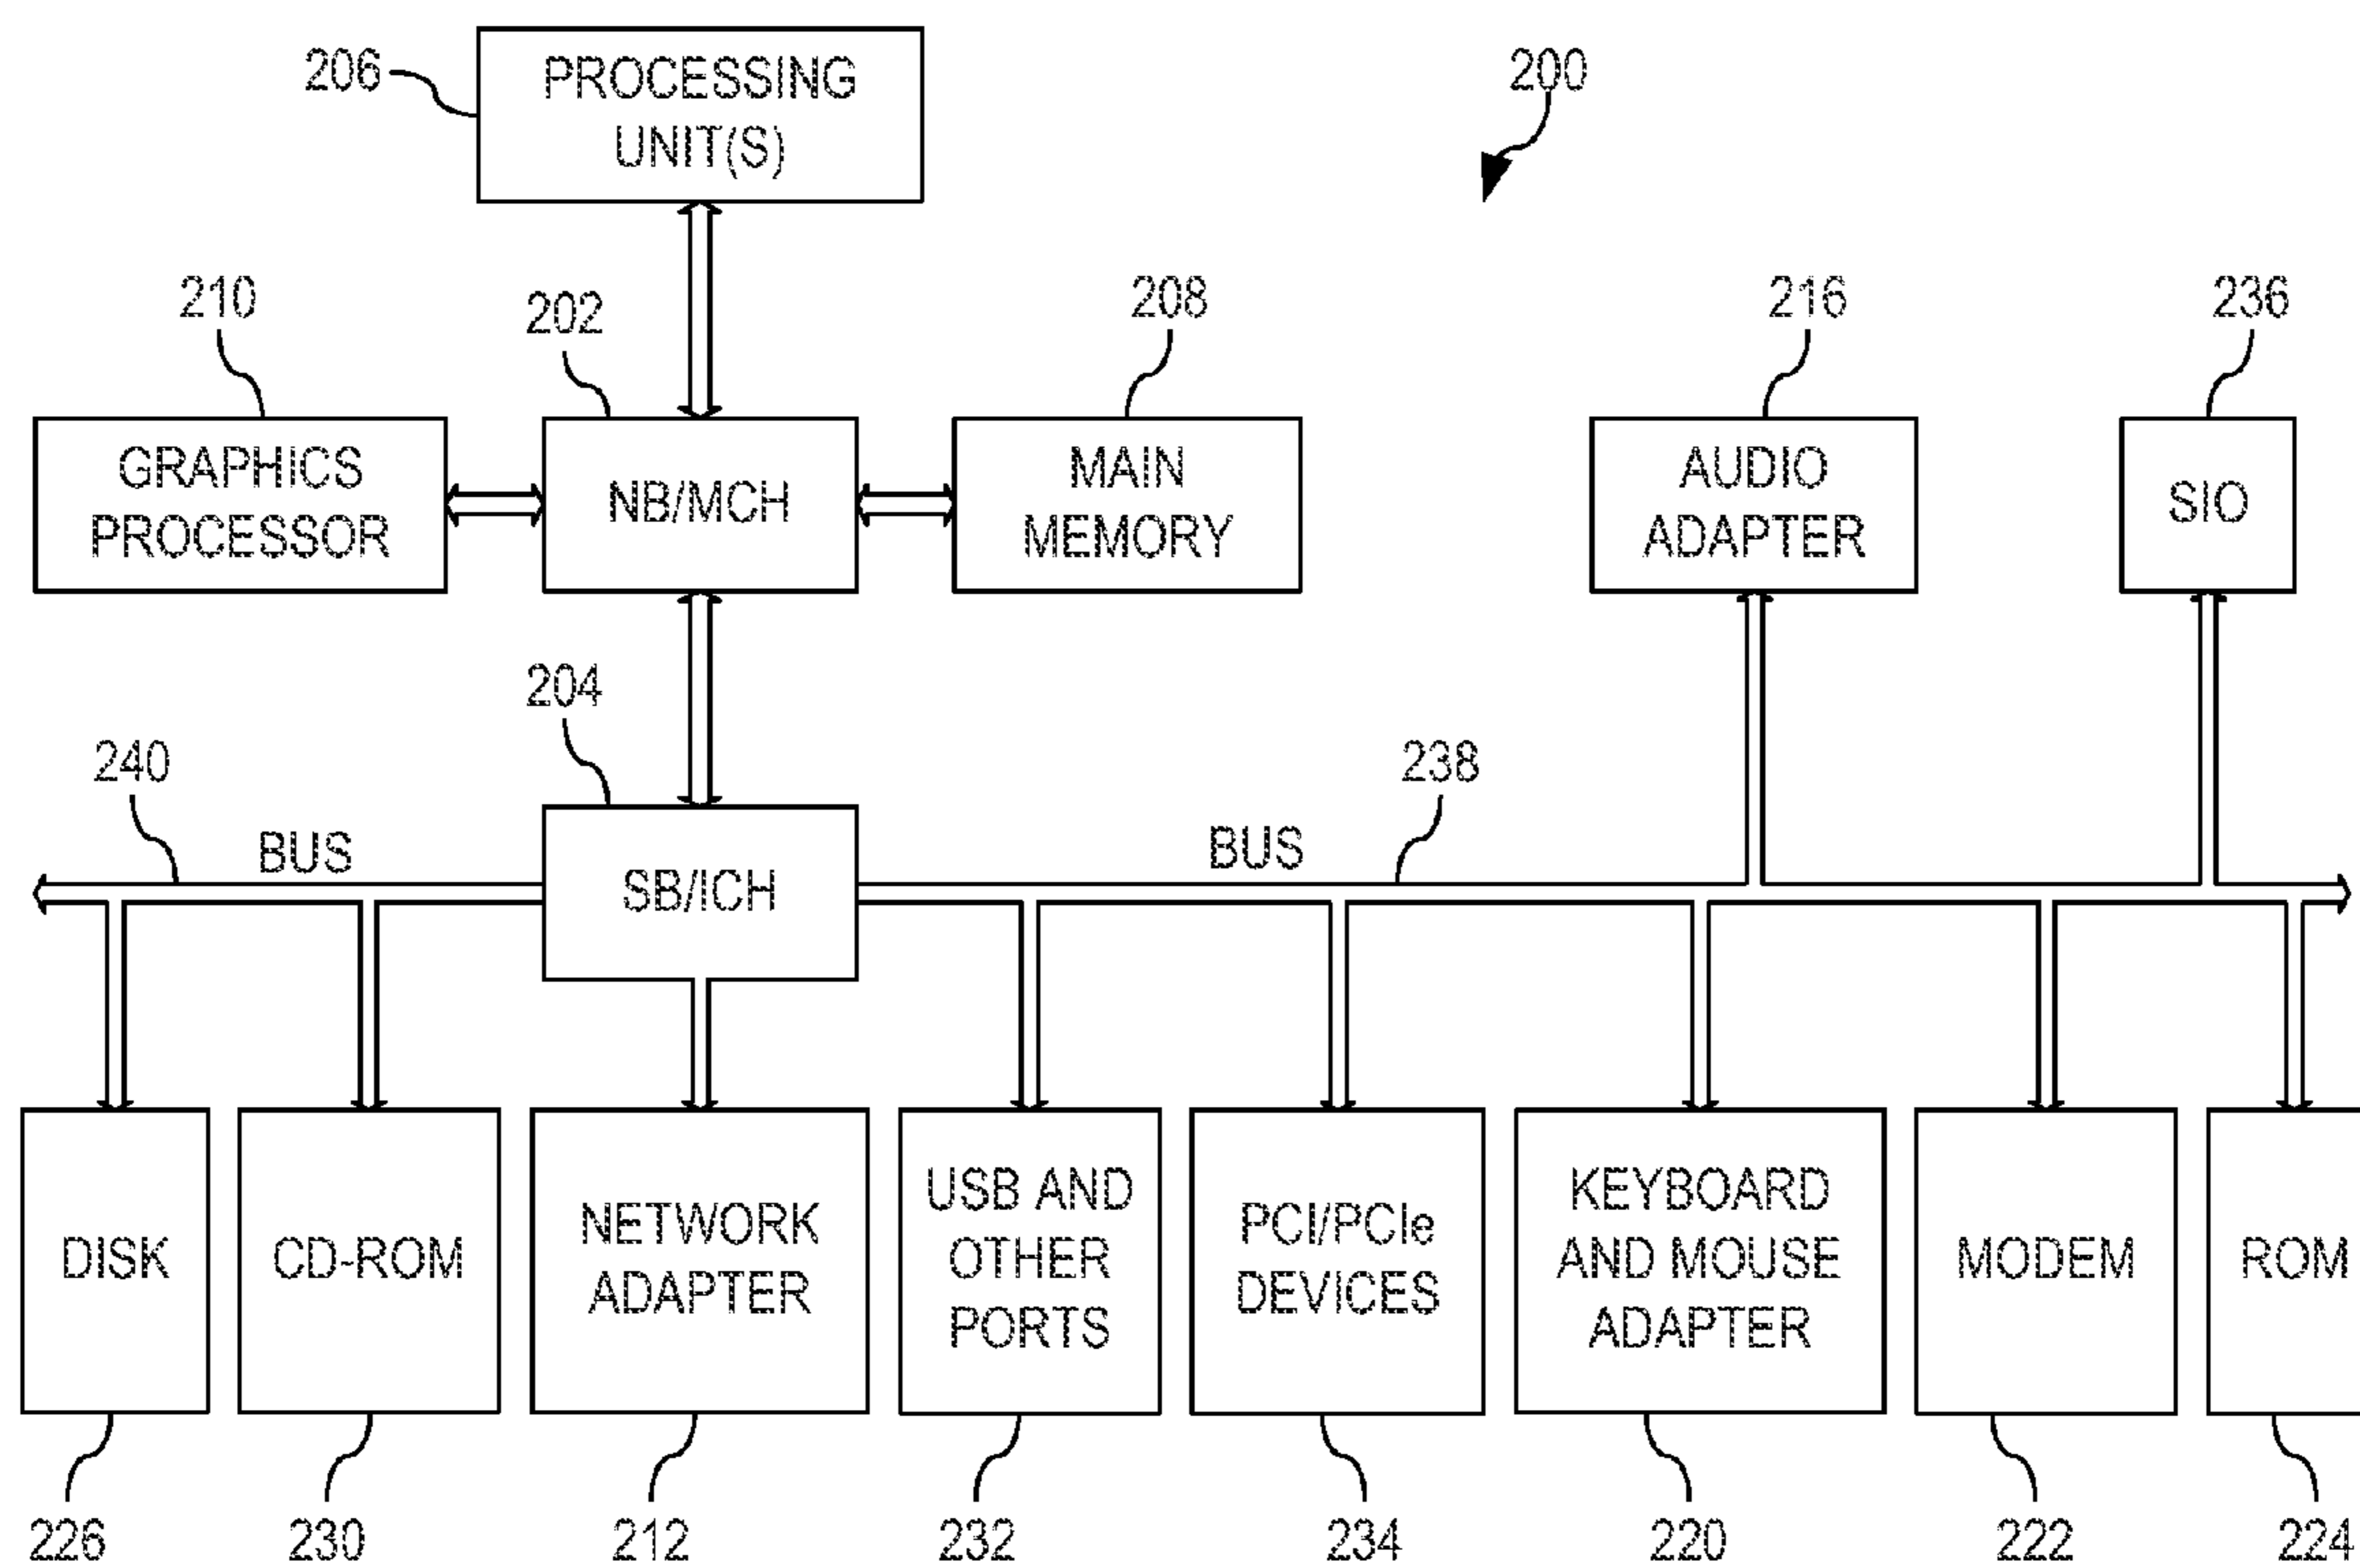 206
PROCESSING
UNIT(S)
200
210
202
208
216
236
GRAPHICS
PROCESSOR
NB/MCH
MAIN
MEMORY
AUDIO
ADAPTER
SIO
204
240
238
BUS
SB/ICH
BUS
DISK
CD-ROM
NETWORK
ADAPTER
USB AND
OTHER
PORTS
PCI/PCIe
DEVICES
KEYBOARD
AND MOUSE
ADAPTER
MODEM
ROM
226
230
212
232
234
220
222
224